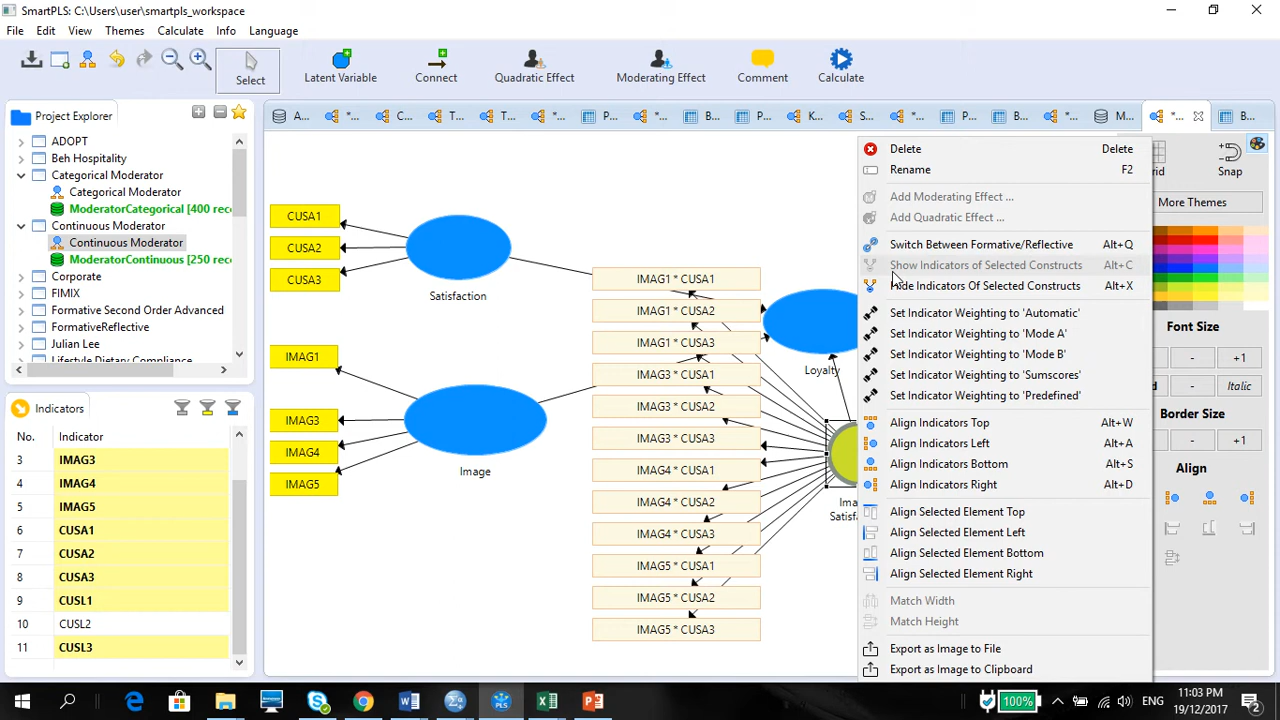 SmartPLS: C:\Users\user\smartpls_workspace
File Edit View Themes Calculate Info Language
Select
Latent Variable
Connect
Quadratic Effect
Moderating Effect
Comment
Calculate
Project Explorer
ADOPT
Beh Hospitality
Categorical Moderator
Categorical Moderator
ModeratorCategorical [400 rec
Continuous Moderator
Continuous Moderator
ModeratorContinuous [250 rec
Corporate
FIMIX
Formative Second Order Advanced
FormativeReflective
Julian Lee
Lifestyle Dietary Compliance
Indicators
No. Indicator
3 IMAG3
4 IMAG4
5 IMAG5
6 CUSA1
7 CUSA2
8 CUSA3
9 CUSL1
10 CUSL2
11 CUSL3
A... *... C... T... T... *... P... *... B... P... K... S... *... P... B... *... M... *... B...
CUSA1
CUSA2
CUSA3
Satisfaction
IMAG1
IMAG3
IMAG4
IMAG5
Image
IMAG1 * CUSA1
IMAG1 * CUSA2
IMAG1 * CUSA3
IMAG3 * CUSA1
IMAG3 * CUSA2
IMAG3 * CUSA3
IMAG4 * CUSA1
IMAG4 * CUSA2
IMAG4 * CUSA3
IMAG5 * CUSA1
IMAG5 * CUSA2
IMAG5 * CUSA3
Loyalty
Ima
Satisf
Delete Delete
Rename F2
Add Moderating Effect ...
Add Quadratic Effect ...
Switch Between Formative/Reflective Alt+Q
Show Indicators of Selected Constructs Alt+C
Hide Indicators Of Selected Constructs Alt+X
Set Indicator Weighting to 'Automatic'
Set Indicator Weighting to 'Mode A'
Set Indicator Weighting to 'Mode B'
Set Indicator Weighting to 'Sumscores'
Set Indicator Weighting to 'Predefined'
Align Indicators Top Alt+W
Align Indicators Left Alt+A
Align Indicators Bottom Alt+S
Align Indicators Right Alt+D
Align Selected Element Top
Align Selected Element Left
Align Selected Element Bottom
Align Selected Element Right
Match Width
Match Height
Export as Image to File
Export as Image to Clipboard
rid Snap
More Themes
Font Size
- +1
d - Italic
Border Size
- +1
Align
100%
ENG
11:03 PM
19/12/2017
2